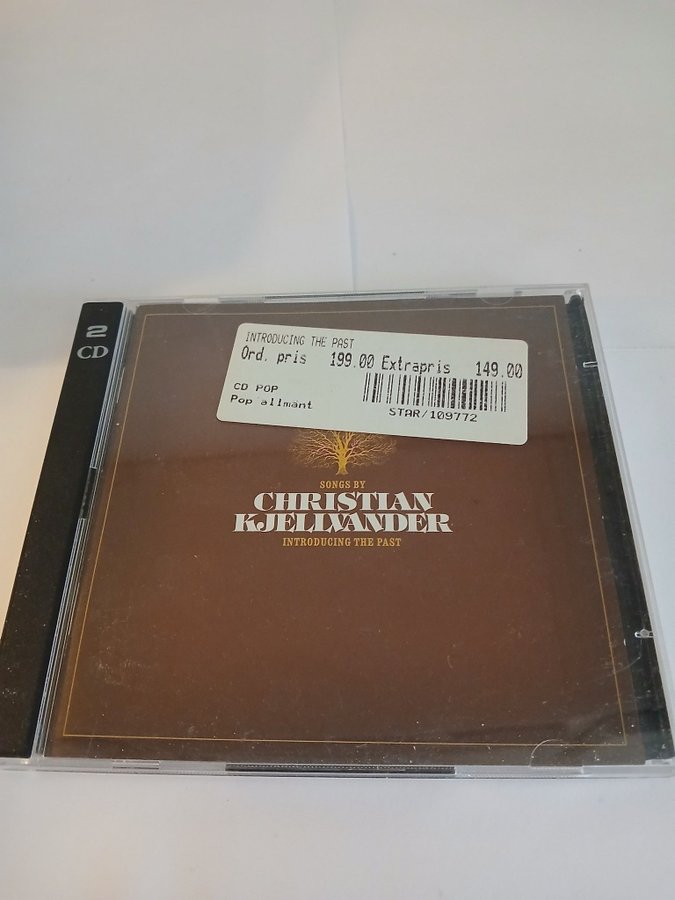 2
CD
INTRODUCING THE PAST
Ord. pris 199.00 Extrapris 149.00
CD POP
Pop allmänt
STAR/109772
SONGS BY
CHRISTIAN
KJELLVANDER
INTRODUCING THE PAST